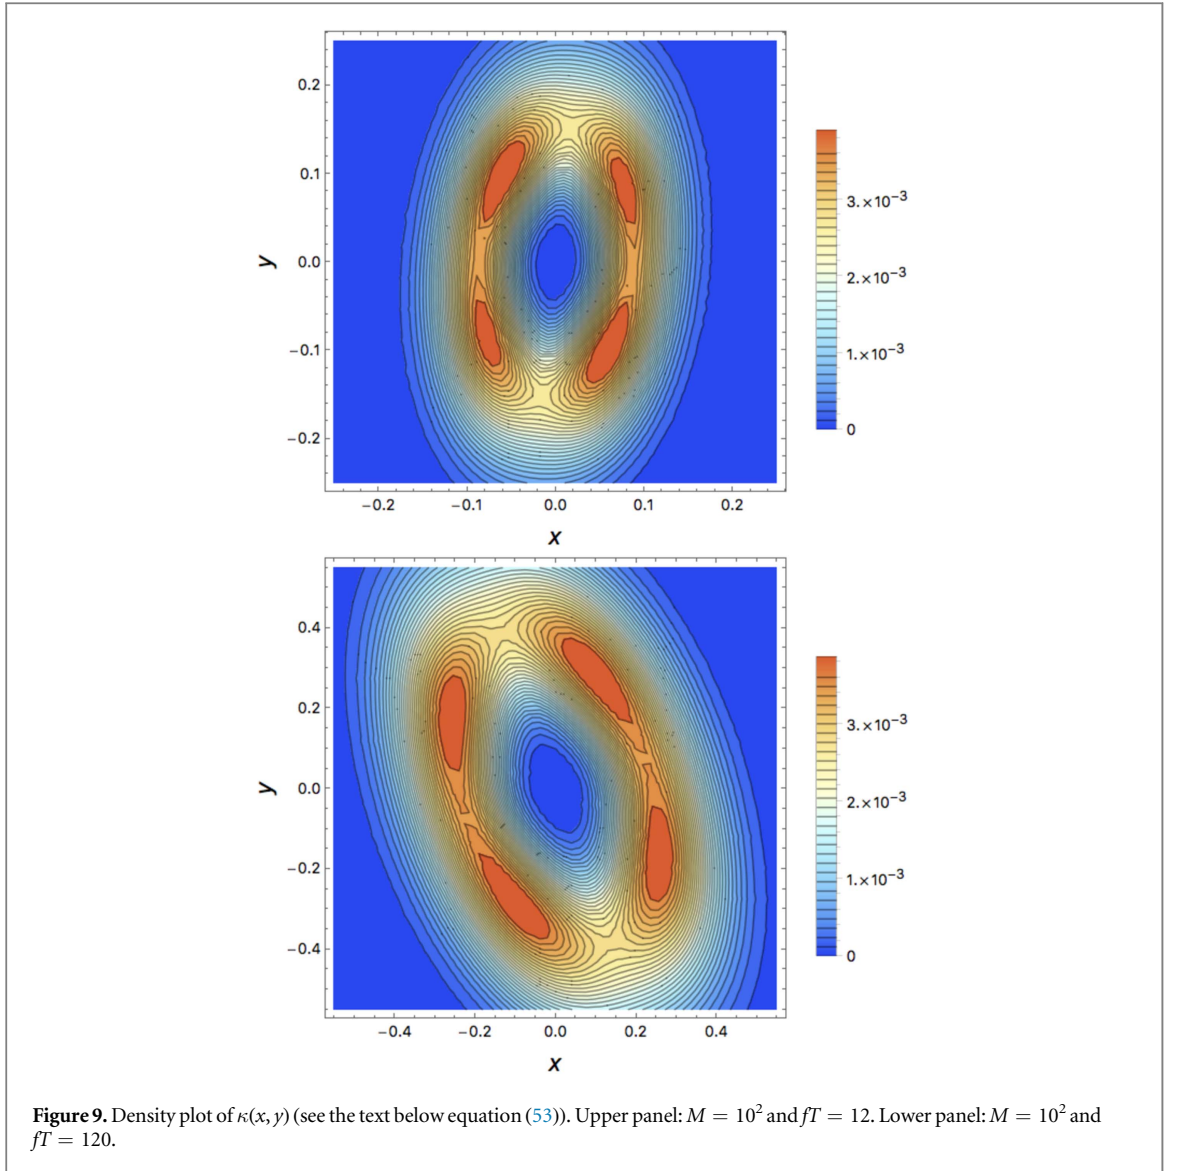 0.2
0.1
0.0
−0.1
−0.2
y
−0.2 −0.1 0.0 0.1 0.2
x
3.×10⁻³
2.×10⁻³
1.×10⁻³
0
0.4
0.2
0.0
−0.2
−0.4
y
−0.4 −0.2 0.0 0.2 0.4
x
3.×10⁻³
2.×10⁻³
1.×10⁻³
0
Figure 9. Density plot of κ(x, y) (see the text below equation (53)). Upper panel: M = 10² and fT = 12. Lower panel: M = 10² and
fT = 120.